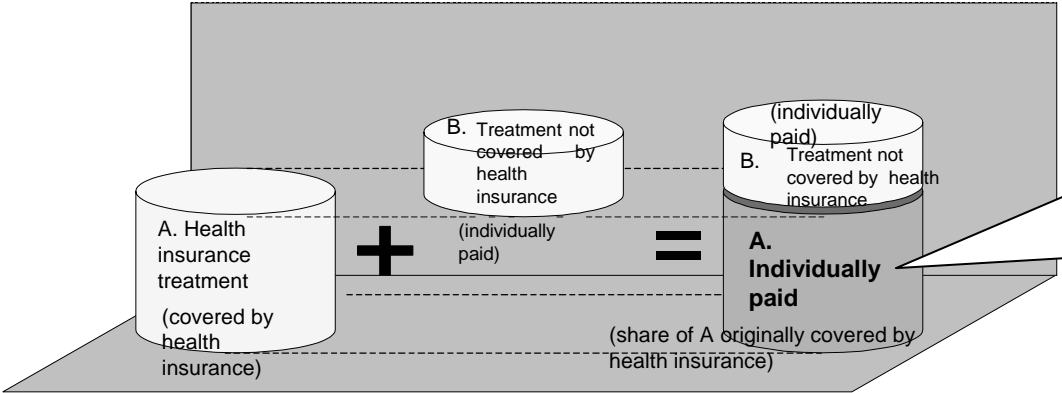 A. Health
insurance
treatment
(covered by
health
insurance)
+
B. Treatment not
covered by
health
insurance
(individually
paid)
=
(individually
paid)
B. Treatment not
covered by health
insurance
A.
Individually
paid
(share of A originally covered by
health insurance)